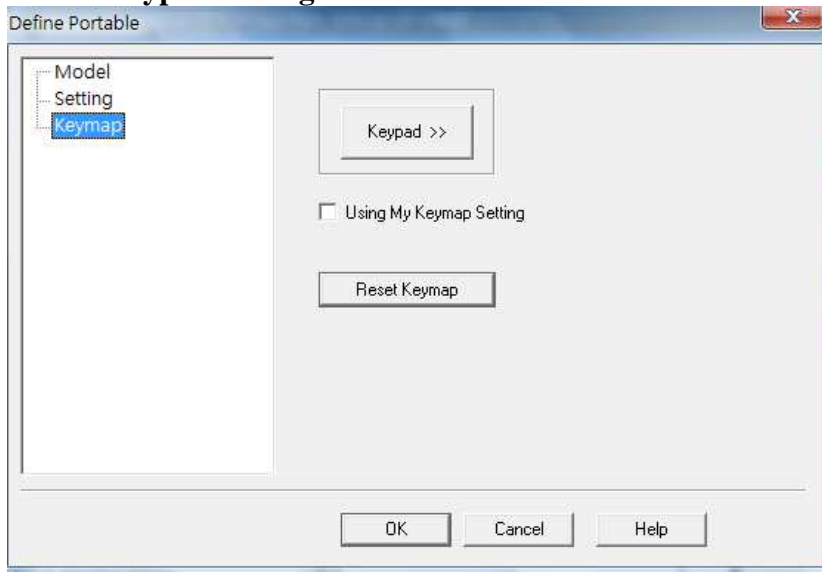 Define Portable
Model
Setting
Keymap
Keypad >>
Using My Keymap Setting
Reset Keymap
OK
Cancel
Help